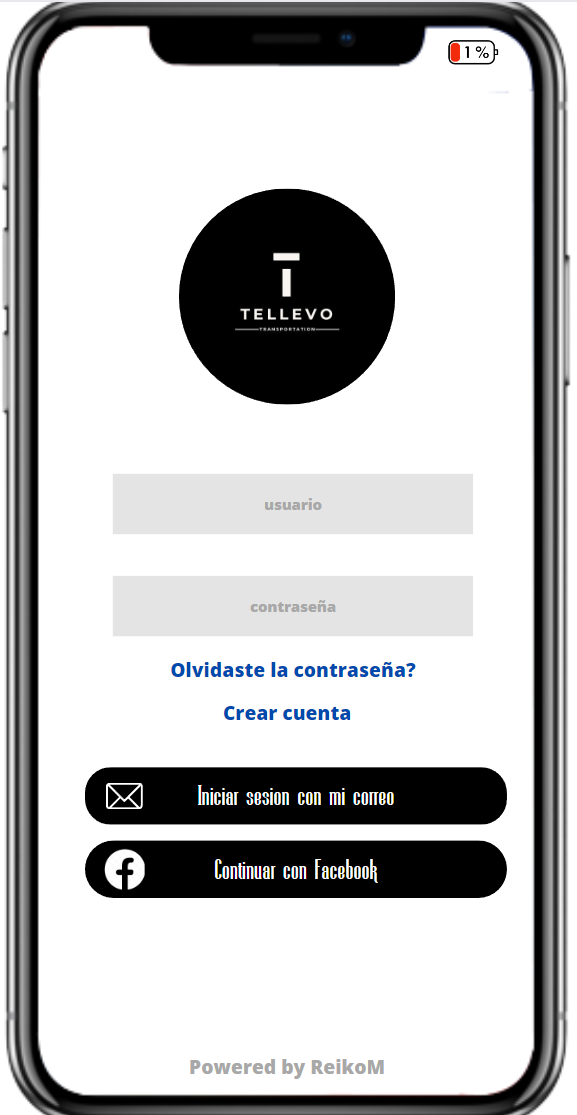 1 %
TELLEVO
TRANSPORTATION
usuario
contraseña
Olvidaste la contraseña?
Crear cuenta
Iniciar sesion con mi correo
Continuar con Facebook
Powered by ReikoM